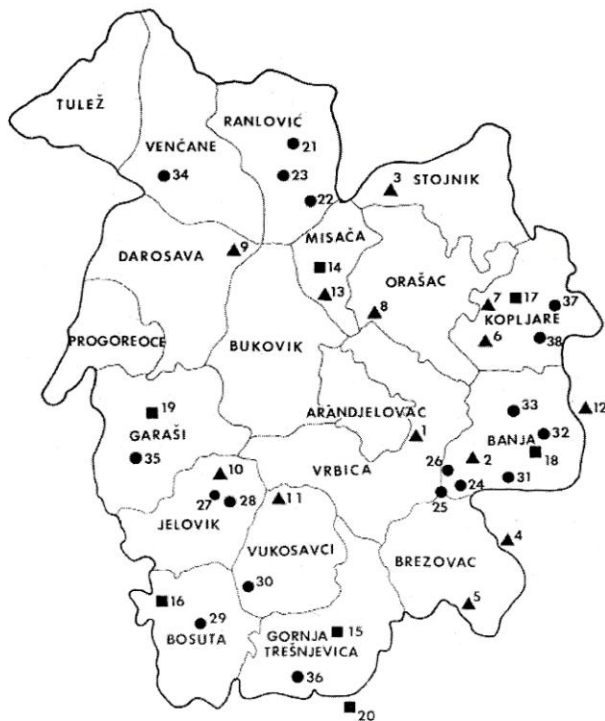 TULEŽ
RANLOVIĆ
VENČANE
21
34
23
22
3
STOJNIK
DAROSAVA
9
MISAČA
14
13
ORAŠAC
8
7
17
37
KOPLJARE
6
38
PROGOREOCE
BUKOVIK
19
GARAŠI
35
ARANDJELOVAC
1
33
12
32
BANJA
18
VRBICA
26
2
24
31
25
10
27
28
11
JELOVIK
VUKOSAVCI
30
BREZOVAC
4
5
16
29
BOSUTA
15
GORNJA
TREŠNJEVICA
36
20